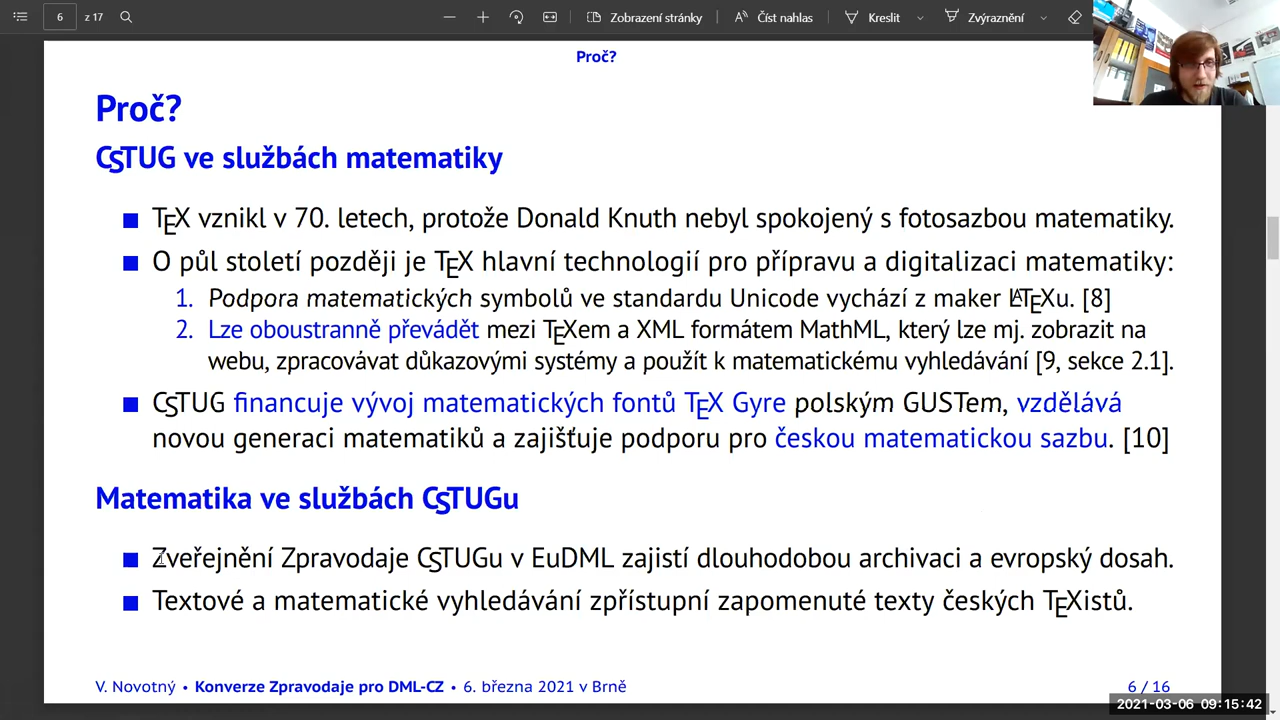 6 z 17 Zobrazení stránky Číst nahlas Kreslit Zvýraznění
Proč?
Proč?
CSTUG ve službách matematiky
TEX vznikl v 70. letech, protože Donald Knuth nebyl spokojený s fotosazbou matematiky.
O půl století později je TEX hlavní technologií pro přípravu a digitalizaci matematiky:
1. Podpora matematických symbolů ve standardu Unicode vychází z maker LATEXu. [8]
2. Lze oboustranně převádět mezi TEXem a XML formátem MathML, který lze mj. zobrazit na
webu, zpracovávat důkazovými systémy a použít k matematickému vyhledávání [9, sekce 2.1].
CSTUG financuje vývoj matematických fontů TEX Gyre polským GUSTem, vzdělává
novou generaci matematiků a zajišťuje podporu pro českou matematickou sazbu. [10]
Matematika ve službách CSTUGu
Zveřejnění Zpravodaje CSTUGu v EuDML zajistí dlouhodobou archivaci a evropský dosah.
Textové a matematické vyhledávání zpřístupní zapomenuté texty českých TEXistů.
V. Novotný • Konverze Zpravodaje pro DML-CZ • 6. března 2021 v Brně 6 / 16
2021-03-06 09:15:42